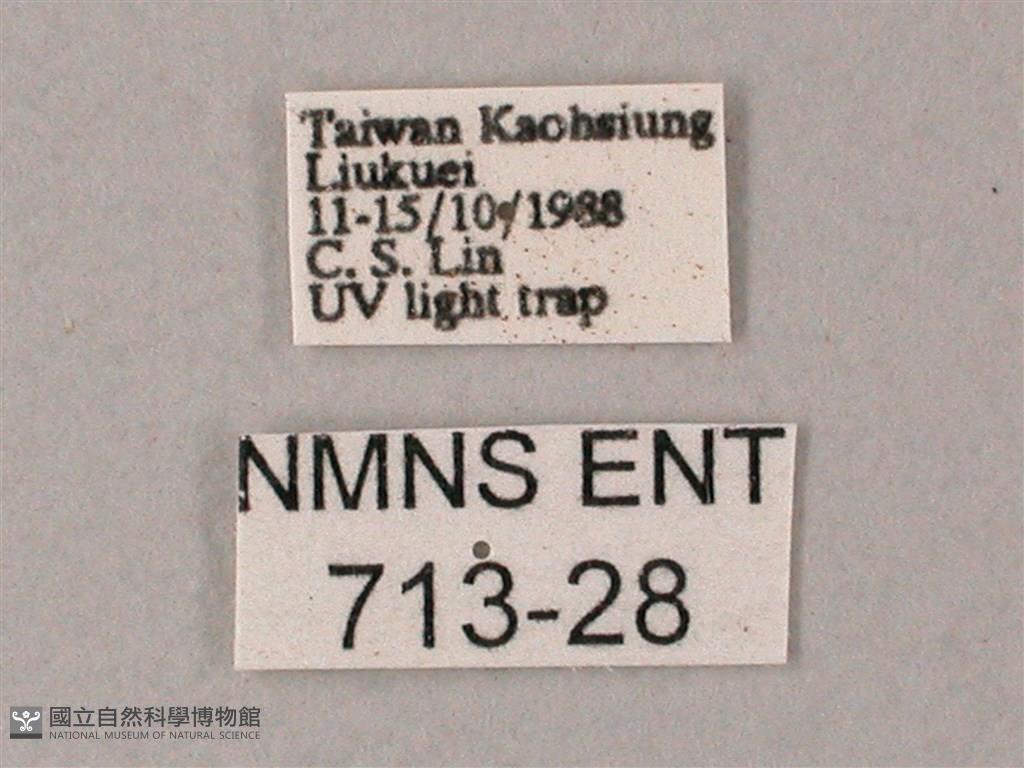 Taiwan Kaohsiung
Liukuei
11-15/10/1988
C. S. Lin
UV light trap
NMNS ENT
713-28
國立自然科學博物館
NATIONAL MUSEUM OF NATURAL SCIENCE